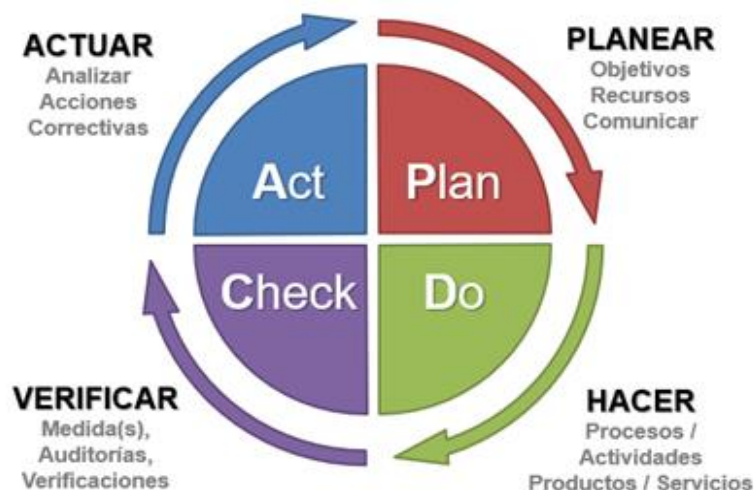 ACTUAR
Analizar
Acciones
Correctivas
PLANEAR
Objetivos
Recursos
Comunicar
Act
Plan
Check
Do
VERIFICAR
Medida(s),
Auditorías,
Verificaciones
HACER
Procesos /
Actividades
Productos / Servicios